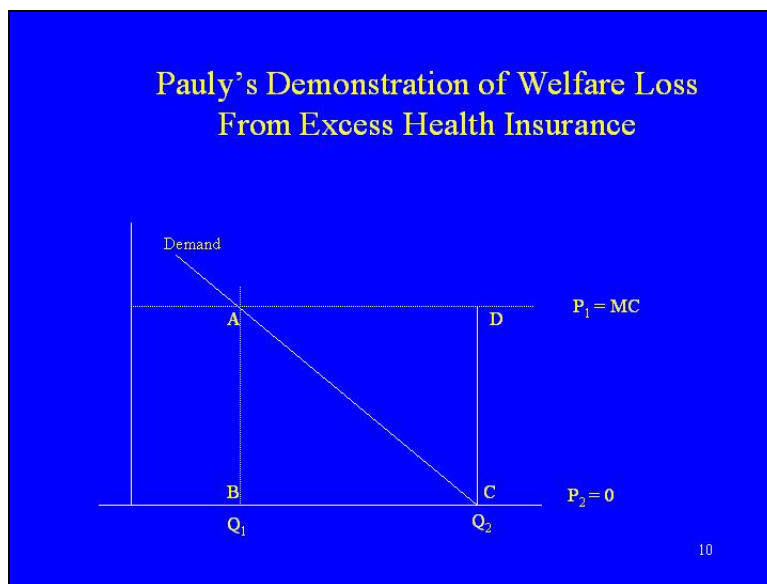 Pauly's Demonstration of Welfare Loss
From Excess Health Insurance
Demand
A
D
P₁ = MC
B
C
P₂ = 0
Q₁
Q₂
10